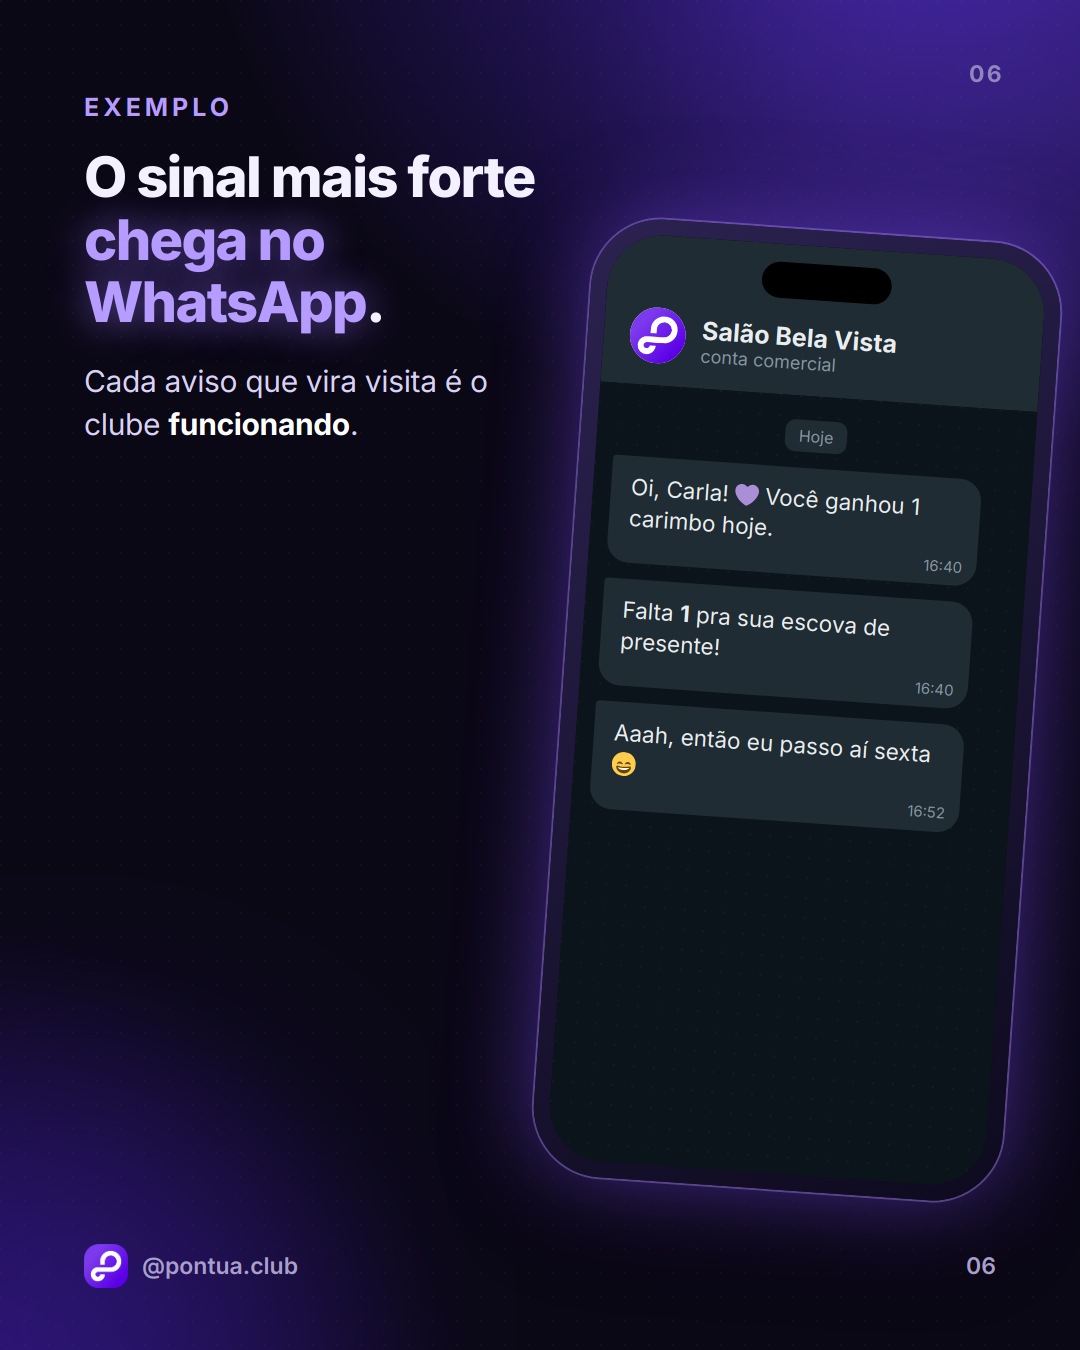 06
EXEMPLO
O sinal mais forte
chega no
WhatsApp.
Cada aviso que vira visita é o
clube funcionando.
Salão Bela Vista
conta comercial
Hoje
Oi, Carla! 💜 Você ganhou 1
carimbo hoje.
16:40
Falta 1 pra sua escova de
presente!
16:40
Aaah, então eu passo aí sexta
😄
16:52
@pontua.club
06